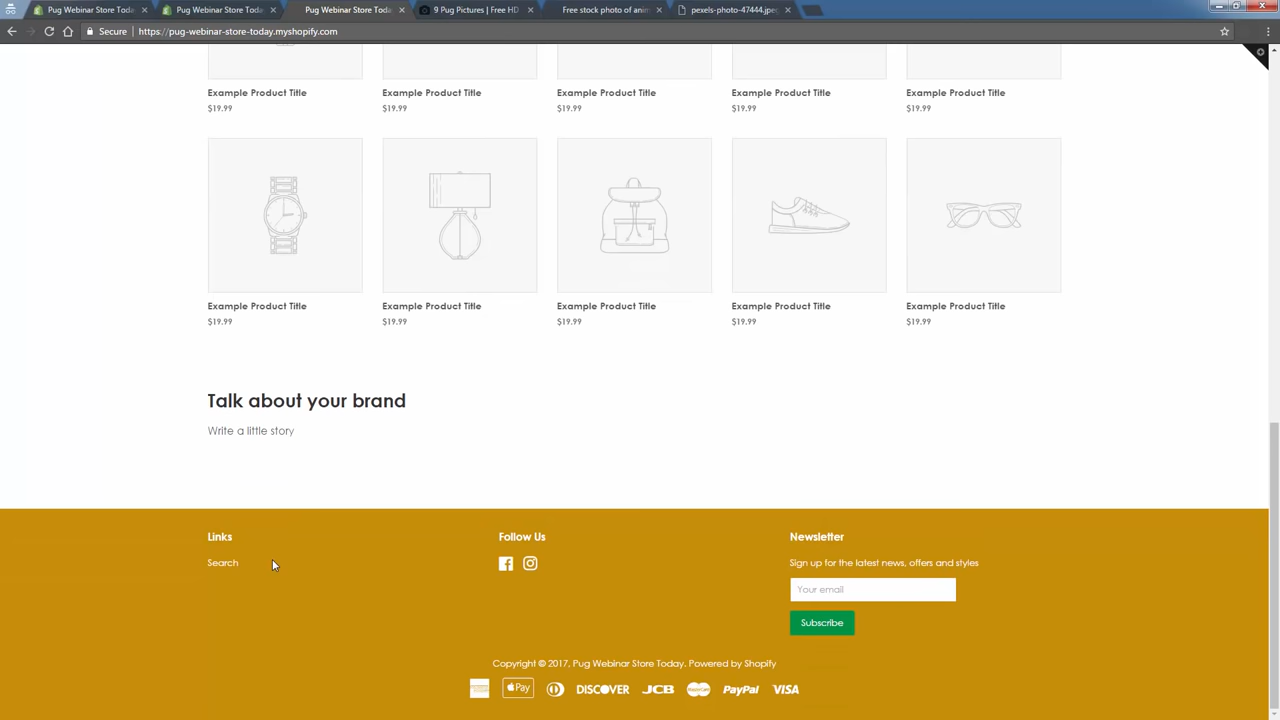 Pug Webinar Store Today
Pug Webinar Store Today
Pug Webinar Store Today
9 Pug Pictures | Free HD
Free stock photo of anim
pexels-photo-47444.jpeg
Secure | https://pug-webinar-store-today.myshopify.com
Example Product Title
Example Product Title
Example Product Title
Example Product Title
Example Product Title
$19.99
$19.99
$19.99
$19.99
$19.99
Example Product Title
Example Product Title
Example Product Title
Example Product Title
Example Product Title
$19.99
$19.99
$19.99
$19.99
$19.99
Talk about your brand
Write a little story
Links
Search
Follow Us
Newsletter
Sign up for the latest news, offers and styles
Your email
Subscribe
Copyright © 2017, Pug Webinar Store Today. Powered by Shopify
Apple Pay
DISCOVER
JCB
PayPal
VISA